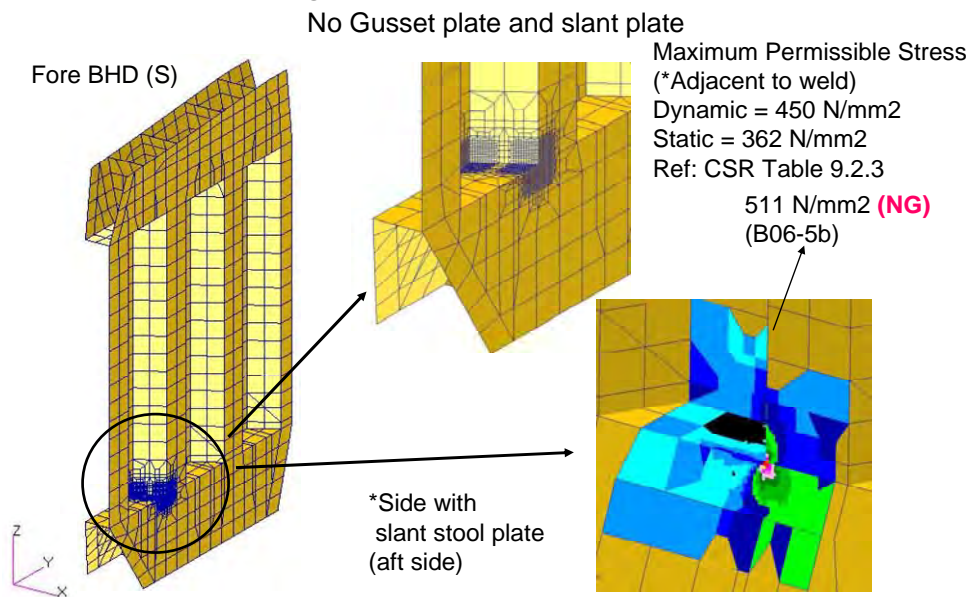 No Gusset plate and slant plate
Fore BHD (S)
Maximum Permissible Stress
(*Adjacent to weld)
Dynamic = 450 N/mm2
Static = 362 N/mm2
Ref: CSR Table 9.2.3
511 N/mm2 (NG)
(B06-5b)
*Side with
slant stool plate
(aft side)
Z
Y
X